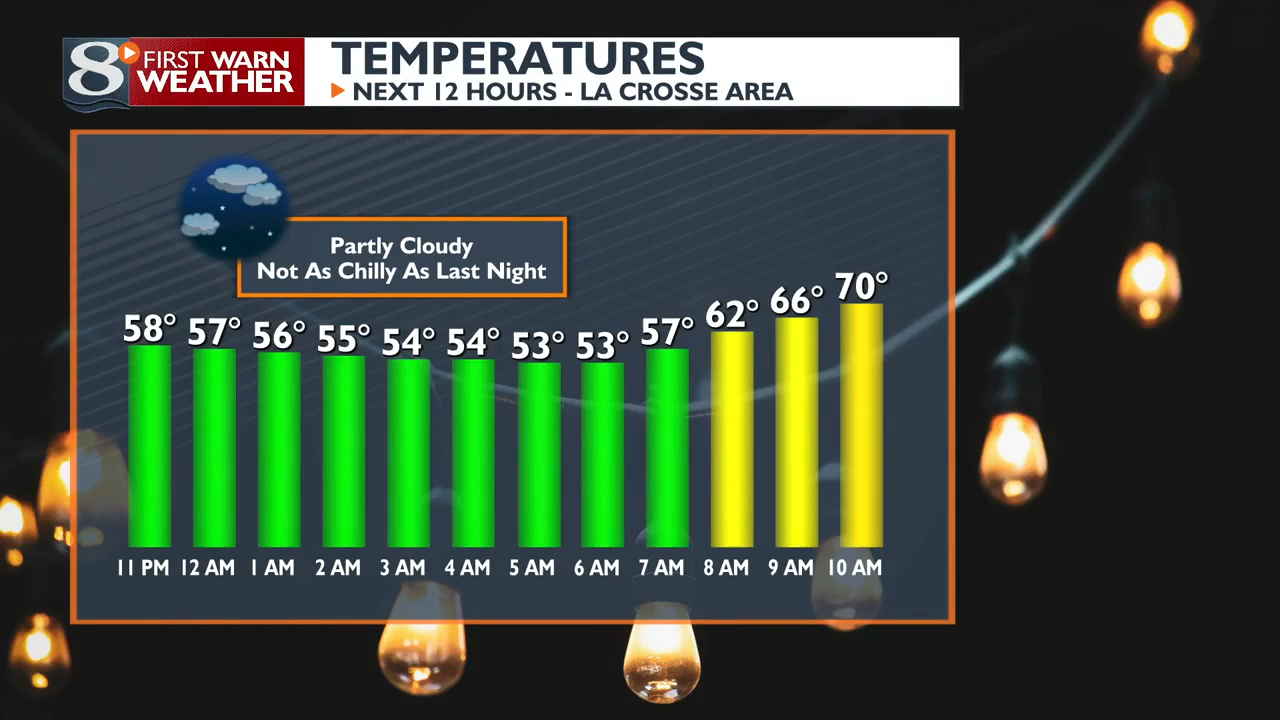 8 FIRST WARN
WEATHER
TEMPERATURES
NEXT 12 HOURS - LA CROSSE AREA
Partly Cloudy
Not As Chilly As Last Night
58° 57° 56° 55° 54° 54° 53° 53° 57° 62° 66° 70°
11 PM 12 AM 1 AM 2 AM 3 AM 4 AM 5 AM 6 AM 7 AM 8 AM 9 AM 10 AM